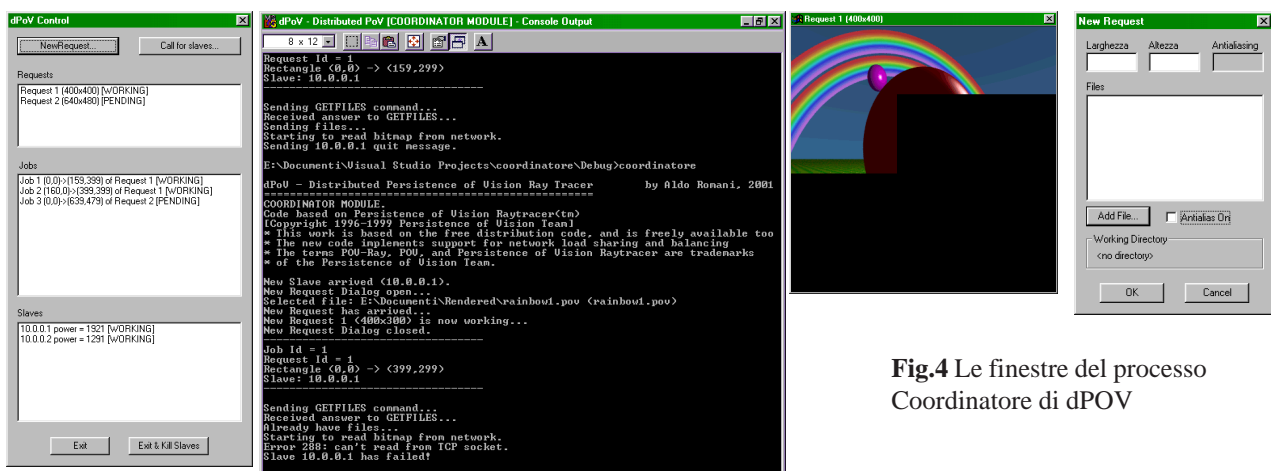 dPoV Control
NewRequest...
Call for slaves...
Requests
Request 1 (400x400) [WORKING]
Request 2 (640x480) [PENDING]
Jobs
Job 1 (0,0)->(159,399) of Request 1 [WORKING]
Job 2 (160,0)->(399,399) of Request 1 [WORKING]
Job 3 (0,0)->(639,479) of Request 2 [PENDING]
Slaves
10.0.0.1 power = 1921 [WORKING]
10.0.0.2 power = 1291 [WORKING]
Exit
Exit & Kill Slaves
dPoV - Distributed PoV [COORDINATOR MODULE] - Console Output
8 x 12
A
Request Id = 1
Rectangle (0,0) -> (159,299)
Slave: 10.0.0.1
----------------------------------
Sending GETFILES command...
Received answer to GETFILES...
Sending files...
Starting to read bitmap from network.
Sending 10.0.0.1 quit message.
E:\Documenti\Visual Studio Projects\coordinatore\Debug>coordinatore
dPoV - Distributed Persistence of Vision Ray Tracer by Aldo Romani, 2001
==================================================
COORDINATOR MODULE.
Code based on Persistence of Vision Raytracer(tm)
[Copyright 1996-1999 Persistence of Vision Team]
* This work is based on the free distribution code, and is freely available too
* The new code implements support for network load sharing and balancing
* The terms POV-Ray, POV, and Persistence of Vision Raytracer are trademarks
* of the Persistence of Vision Team.
New Slave arrived (10.0.0.1).
New Request Dialog open...
Selected file: E:\Documenti\Rendered\rainbow1.pov (rainbow1.pov)
New Request has arrived...
New Request 1 (400x300) is now working...
New Request Dialog closed.
----------------------------------
Job Id = 1
Request Id = 1
Rectangle (0,0) -> (399,299)
Slave: 10.0.0.1
----------------------------------
Sending GETFILES command...
Received answer to GETFILES...
Already have files...
Starting to read bitmap from network.
Error 288: can't read from TCP socket.
Slave 10.0.0.1 has failed!
Request 1 (400x400)
New Request
Larghezza Altezza Antialiasing
Files
Add File...
Antialias On
Working Directory
<no directory>
OK
Cancel
Fig.4 Le finestre del processo
Coordinatore di dPOV